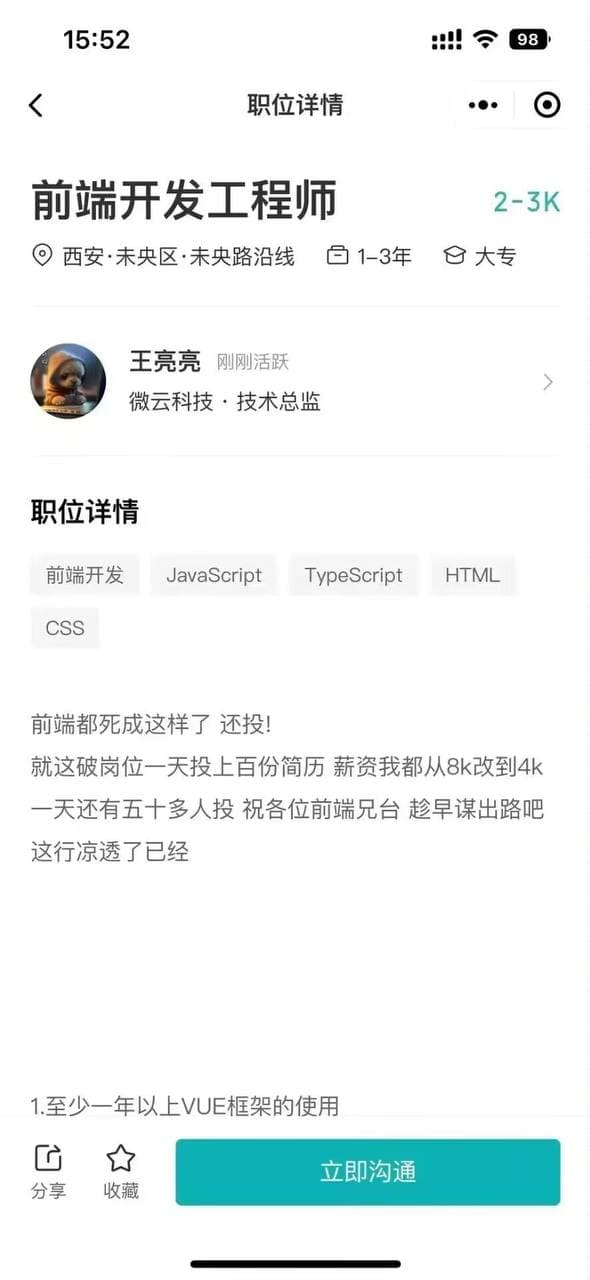 15:52
98
职位详情
前端开发工程师 2-3K
西安·未央区·未央路沿线 1-3年 大专
王亮亮 刚刚活跃
微云科技·技术总监
职位详情
前端开发 JavaScript TypeScript HTML
CSS
前端都死成这样了 还投!
就这破岗位一天投上百份简历 薪资我都从8k改到4k
一天还有五十多人投 祝各位前端兄台 趁早谋出路吧
这行凉透了已经
1.至少一年以上VUE框架的使用
立即沟通
分享 收藏